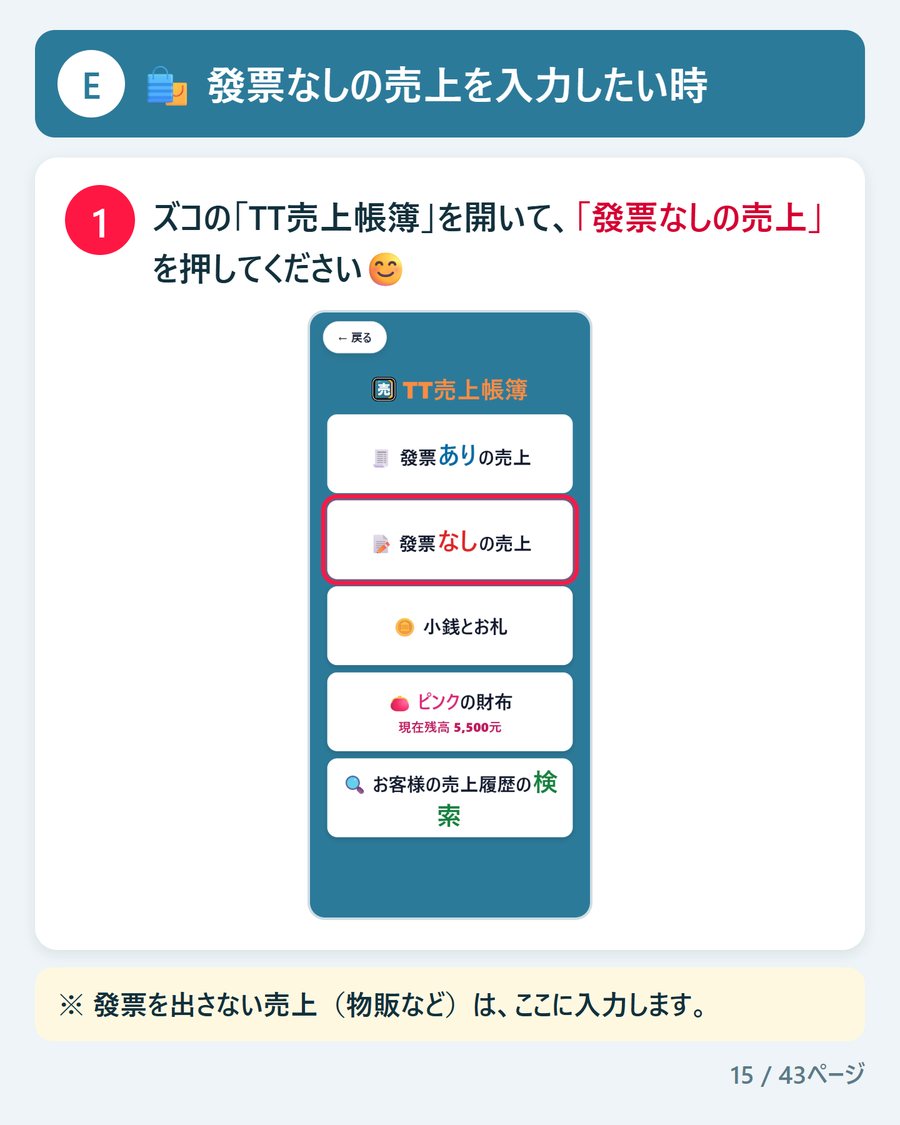 E 發票なしの売上を入力したい時
1 ズコの「TT売上帳簿」を開いて、「發票なしの売上」
を押してください😊
← 戻る
売 TT売上帳簿
發票ありの売上
發票なしの売上
小銭とお札
ピンクの財布
現在残高 5,500元
お客様の売上履歴の検
索
※ 發票を出さない売上（物販など）は、ここに入力します。
15 / 43ページ